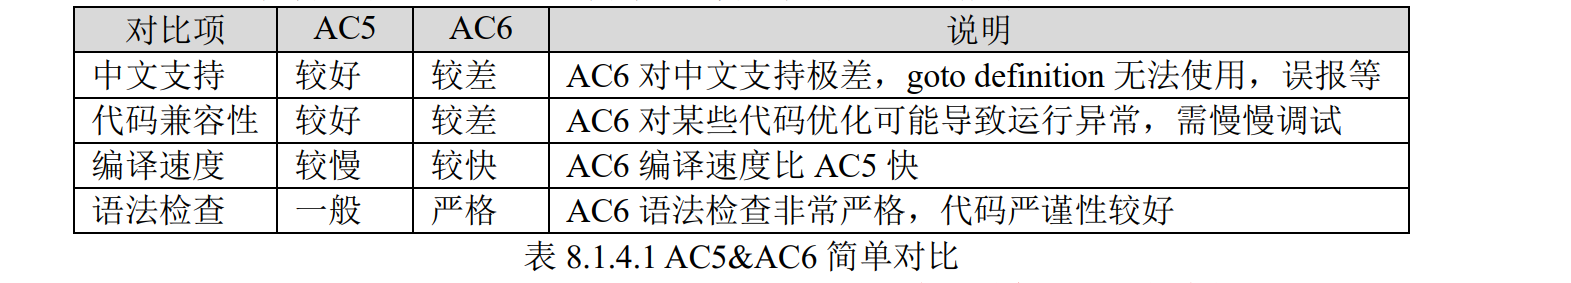 对比项 AC5 AC6 说明
中文支持 较好 较差 AC6 对中文支持极差，goto definition 无法使用，误报等
代码兼容性 较好 较差 AC6 对某些代码优化可能导致运行异常，需慢慢调试
编译速度 较慢 较快 AC6 编译速度比 AC5 快
语法检查 一般 严格 AC6 语法检查非常严格，代码严谨性较好
表 8.1.4.1 AC5&AC6 简单对比